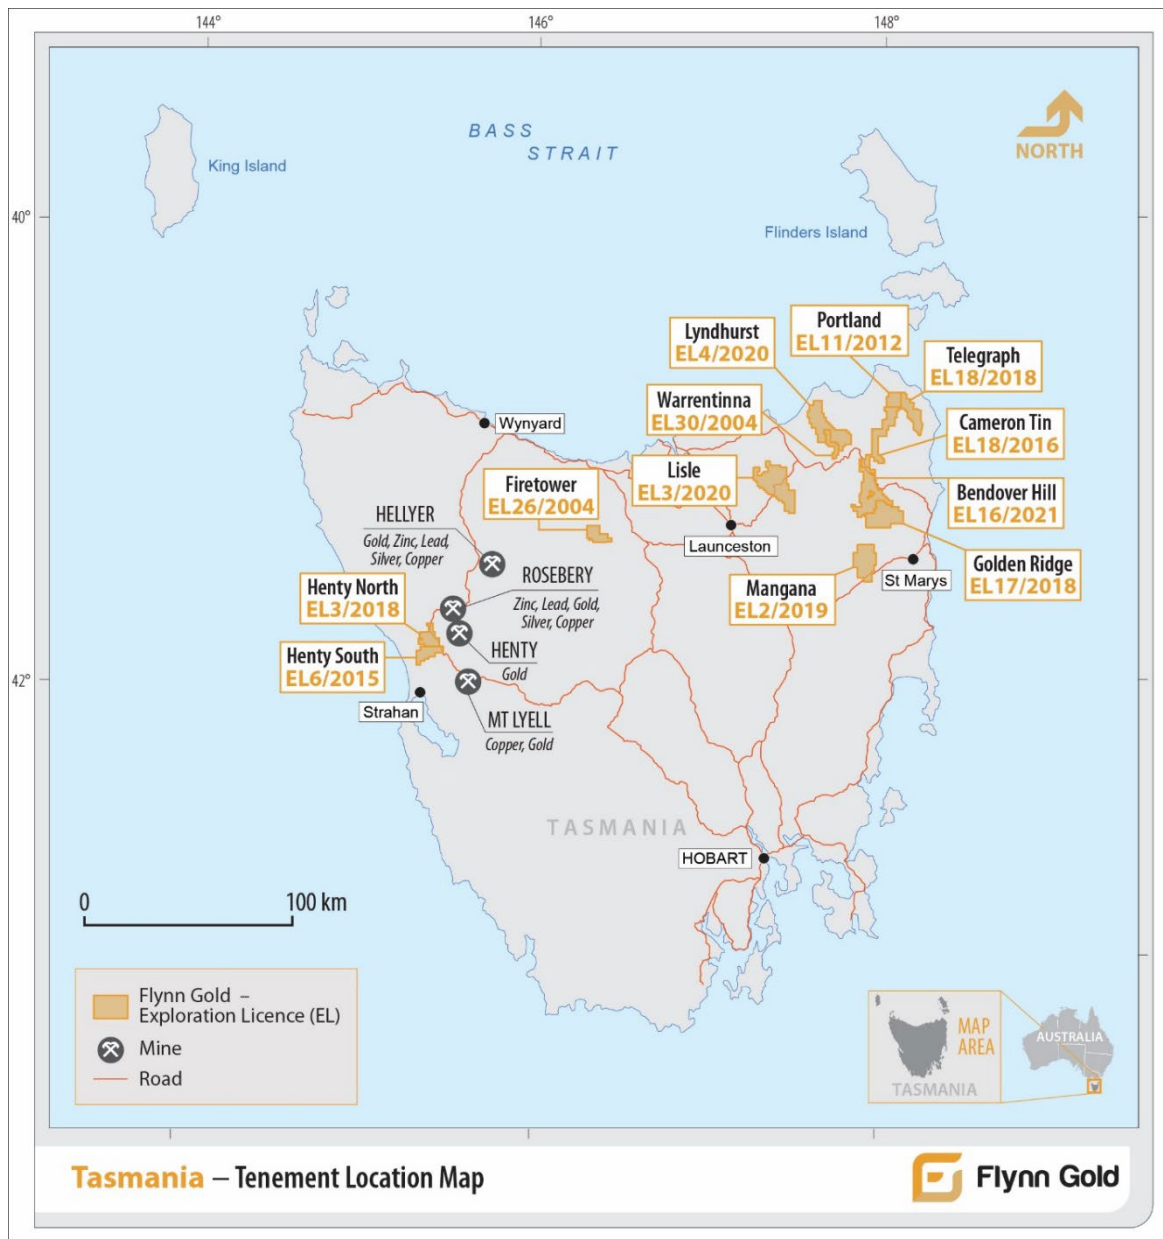 144°
146°
148°
40°
42°
BASS
STRAIT
King Island
NORTH
Flinders Island
Portland
EL11/2012
Lyndhurst
EL4/2020
Telegraph
EL18/2018
Warrentinna
EL30/2004
Cameron Tin
EL18/2016
Wynyard
Lisle
EL3/2020
Firetower
EL26/2004
Bendover Hill
EL16/2021
HELLYER
Gold, Zinc, Lead,
Silver, Copper
Launceston
Golden Ridge
EL17/2018
St Marys
Mangana
EL2/2019
ROSEBERY
Zinc, Lead, Gold,
Silver, Copper
Henty North
EL3/2018
HENTY
Gold
Henty South
EL6/2015
Strahan
MT LYELL
Copper, Gold
TASMANIA
HOBART
0
100 km
Flynn Gold –
Exploration Licence (EL)
Mine
Road
MAP
AREA
TASMANIA
AUSTRALIA
Tasmania – Tenement Location Map
Flynn Gold